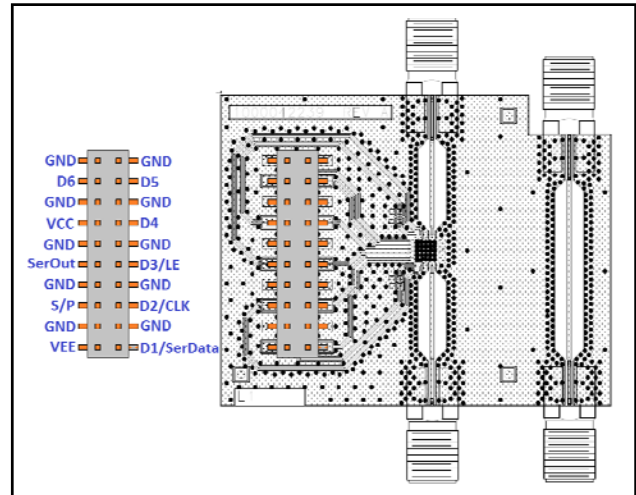 GND GND
D6 D5
GND GND
VCC D4
GND GND
SerOut D3/LE
GND GND
S/P D2/CLK
GND GND
VEE D1/SerData